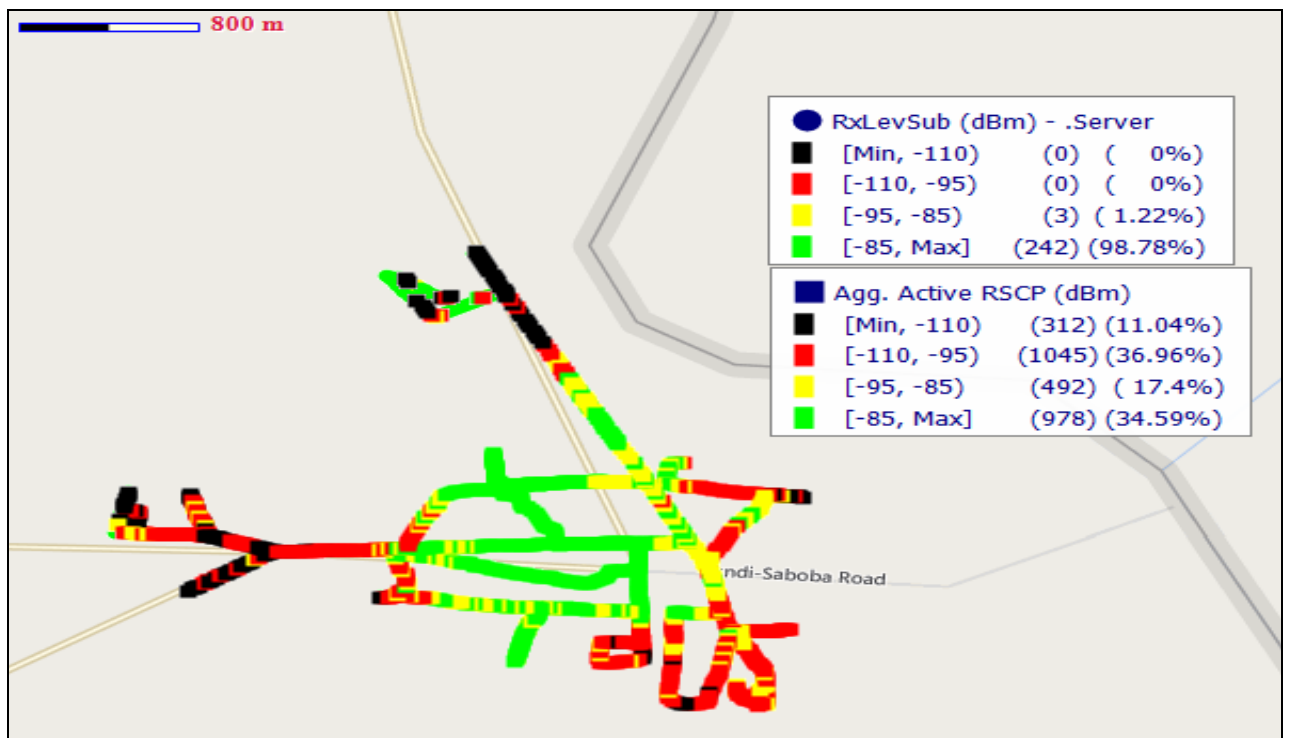 800 m
RxLevSub (dBm) - .Server
[Min, -110) (0) ( 0%)
[-110, -95) (0) ( 0%)
[-95, -85) (3) ( 1.22%)
[-85, Max] (242) (98.78%)
Agg. Active RSCP (dBm)
[Min, -110) (312) (11.04%)
[-110, -95) (1045) (36.96%)
[-95, -85) (492) ( 17.4%)
[-85, Max] (978) (34.59%)
ndi-Saboba Road